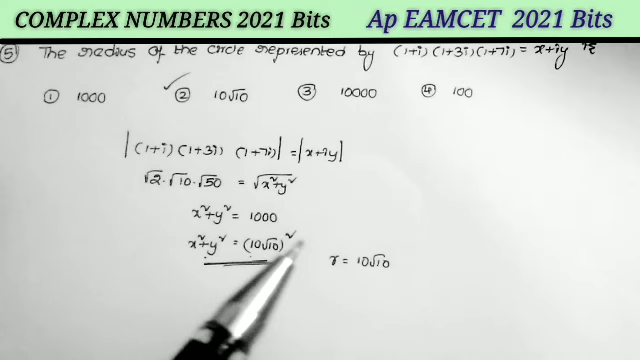 COMPLEX NUMBERS 2021 Bits Ap EAMCET 2021 Bits
⑤ The radius of the circle represented by (1+i) (1+3i) (1+7i) = x+iy is
① 1000 ② 10√10 ③ 10000 ④ 100
|(1+i) (1+3i) (1+7i)| = |x+iy|
√2 · √10 · √50 = √x²+y²
x²+y² = 1000
x²+y² = (10√10)²
r = 10√10